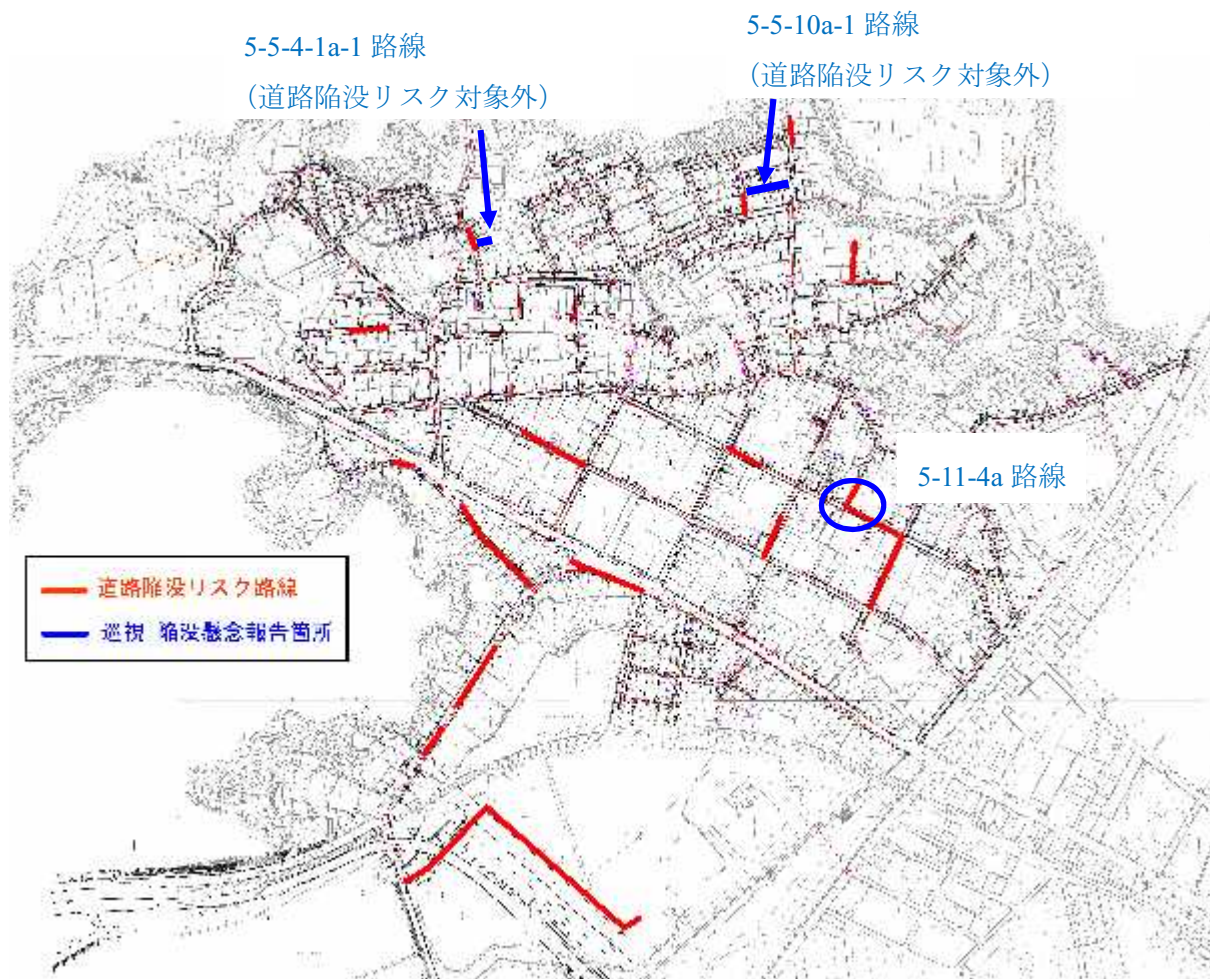 5-5-4-1a-1 路線
（道路陥没リスク対象外）
5-5-10a-1 路線
（道路陥没リスク対象外）
5-11-4a 路線
道路陥没リスク路線
巡視 陥没懸念報告箇所